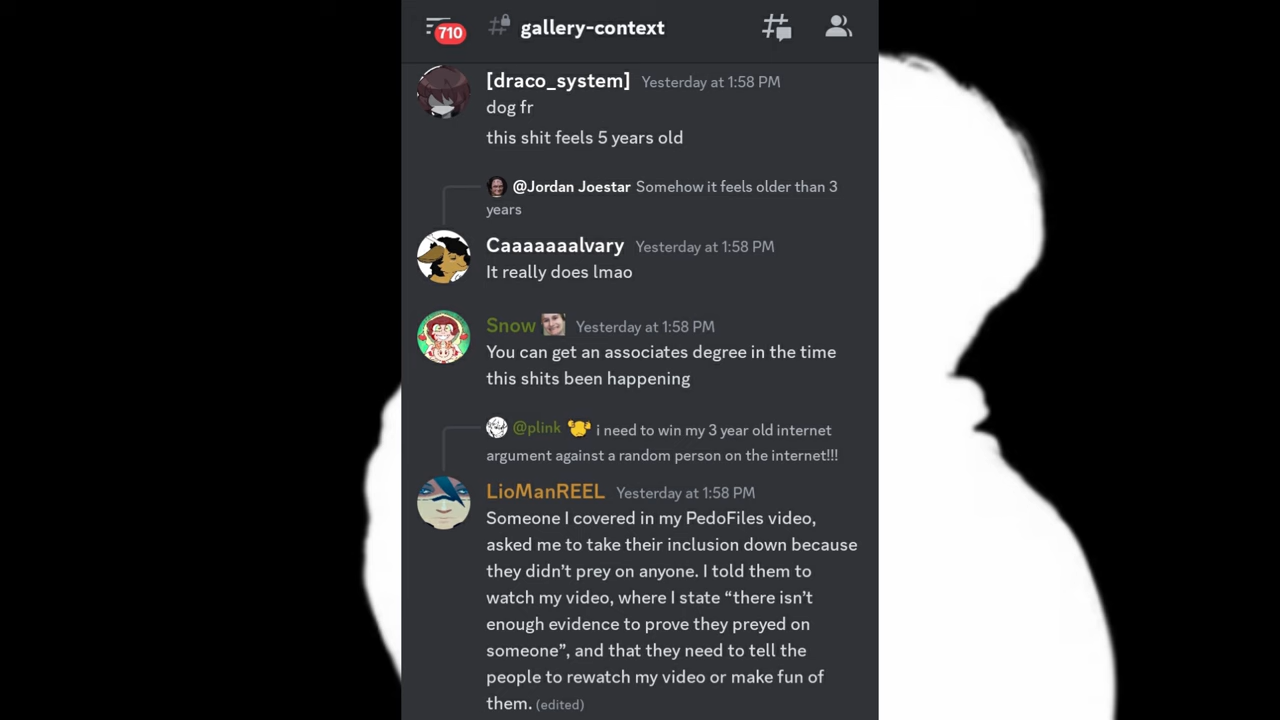 710
gallery-context
[draco_system] Yesterday at 1:58 PM
dog fr
this shit feels 5 years old
@Jordan Joestar Somehow it feels older than 3
years
Caaaaaaalvary Yesterday at 1:58 PM
It really does lmao
Snow Yesterday at 1:58 PM
You can get an associates degree in the time
this shits been happening
@plink i need to win my 3 year old internet
argument against a random person on the internet!!!
LioManREEL Yesterday at 1:58 PM
Someone I covered in my PedoFiles video,
asked me to take their inclusion down because
they didn’t prey on anyone. I told them to
watch my video, where I state “there isn’t
enough evidence to prove they preyed on
someone”, and that they need to tell the
people to rewatch my video or make fun of
them. (edited)